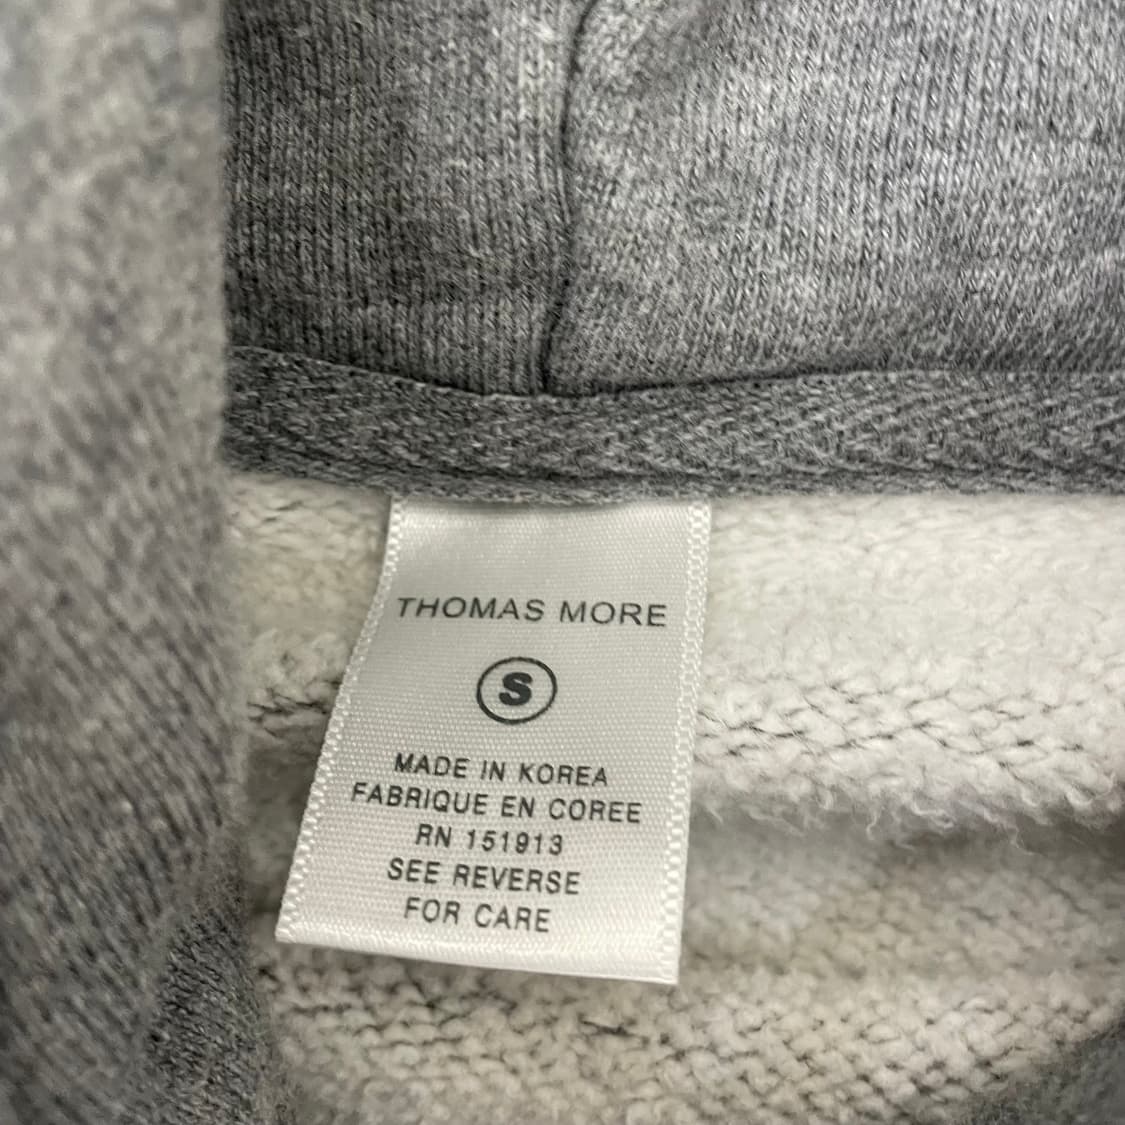 THOMAS MORE
S
MADE IN KOREA
FABRIQUE EN COREE
RN 151913
SEE REVERSE
FOR CARE